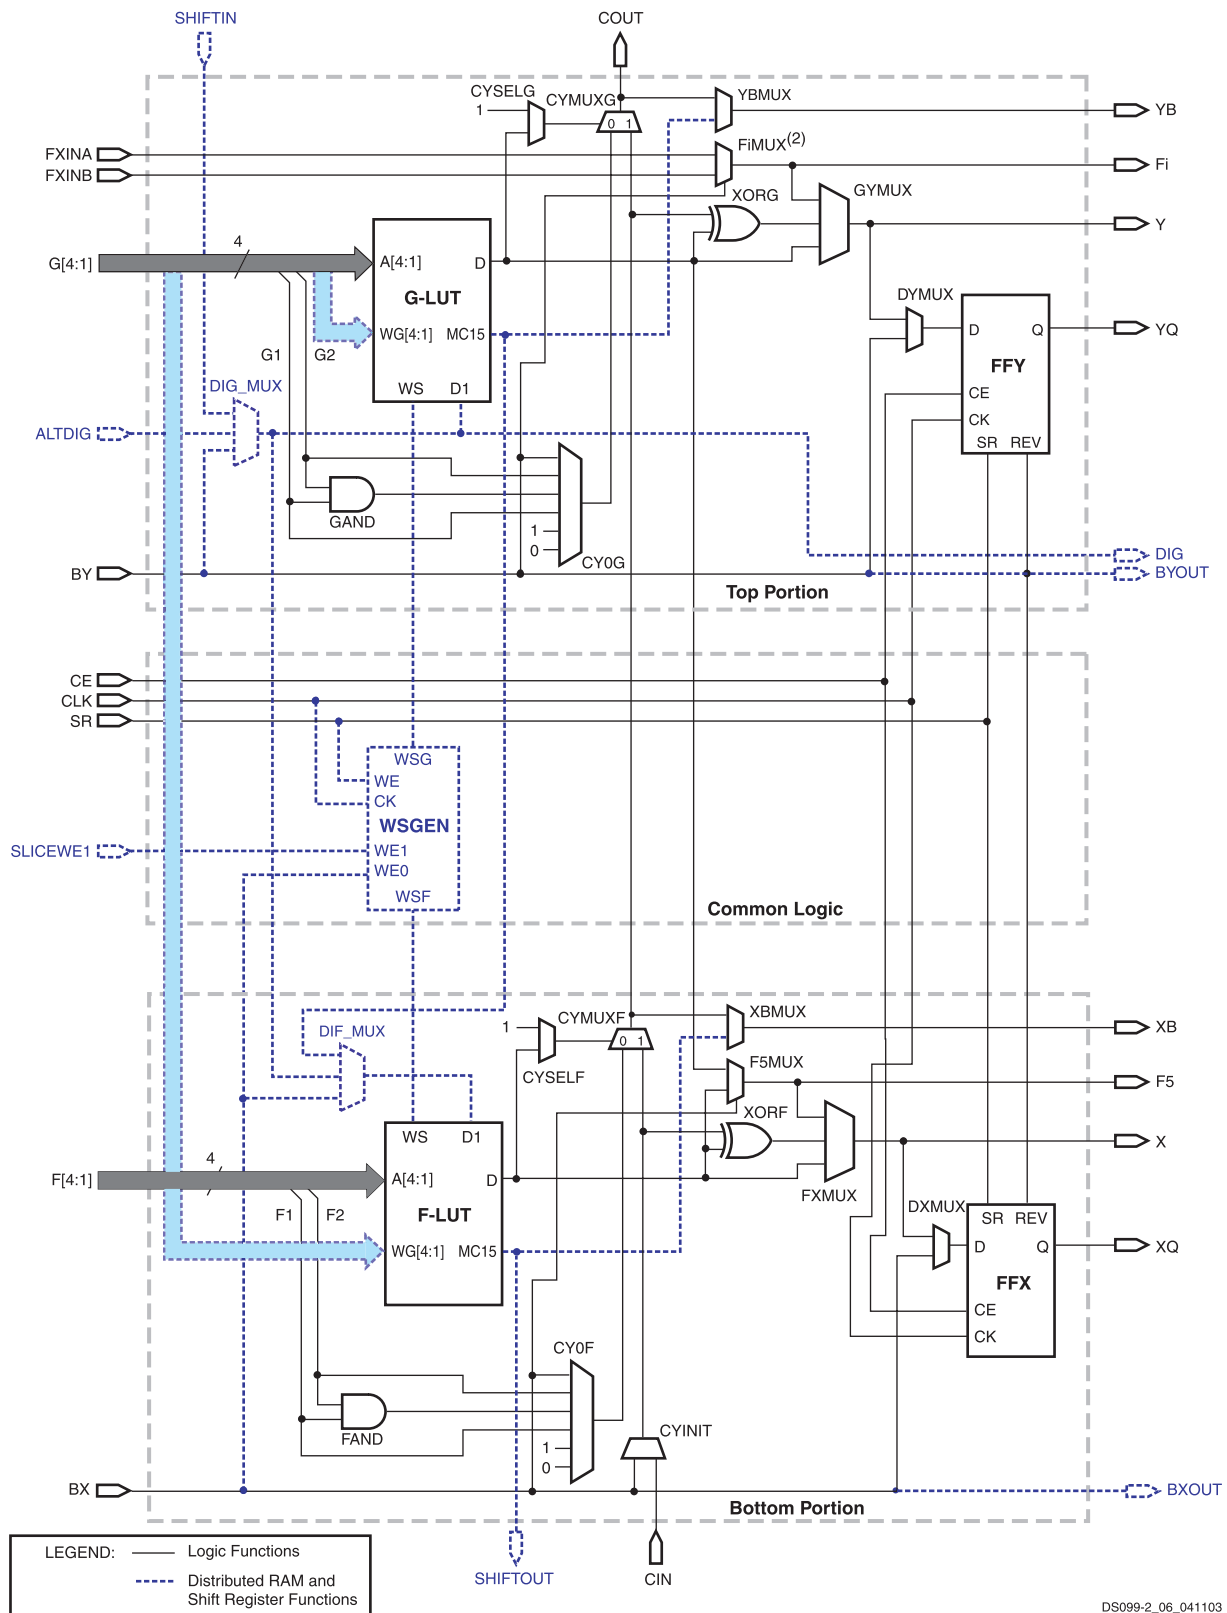 SHIFTIN
COUT
CYSELG
1
CYMUXG
0 1
YBMUX
YB
FXINA
FXINB
FiMUX(2)
Fi
XORG
GYMUX
Y
G[4:1]
4
A[4:1]
D
G-LUT
WG[4:1]
MC15
WS
D1
G1
G2
DYMUX
D
Q
FFY
CE
CK
SR
REV
YQ
DIG_MUX
ALTDIG
GAND
1
0
CY0G
DIG
BY
BYOUT
Top Portion
CE
CLK
SR
WSG
WE
CK
WSGEN
SLICEWE1
WE1
WE0
WSF
Common Logic
DIF_MUX
1
CYMUXF
0 1
CYSELF
XBMUX
XB
F5MUX
F5
XORF
X
FXMUX
WS
D1
F[4:1]
4
A[4:1]
D
F-LUT
WG[4:1]
MC15
F1
F2
DXMUX
SR
REV
D
Q
FFX
CE
CK
XQ
CY0F
FAND
1
0
CYINIT
BX
BXOUT
Bottom Portion
SHIFTOUT
CIN
LEGEND:
Logic Functions
Distributed RAM and
Shift Register Functions
DS099-2_06_041103